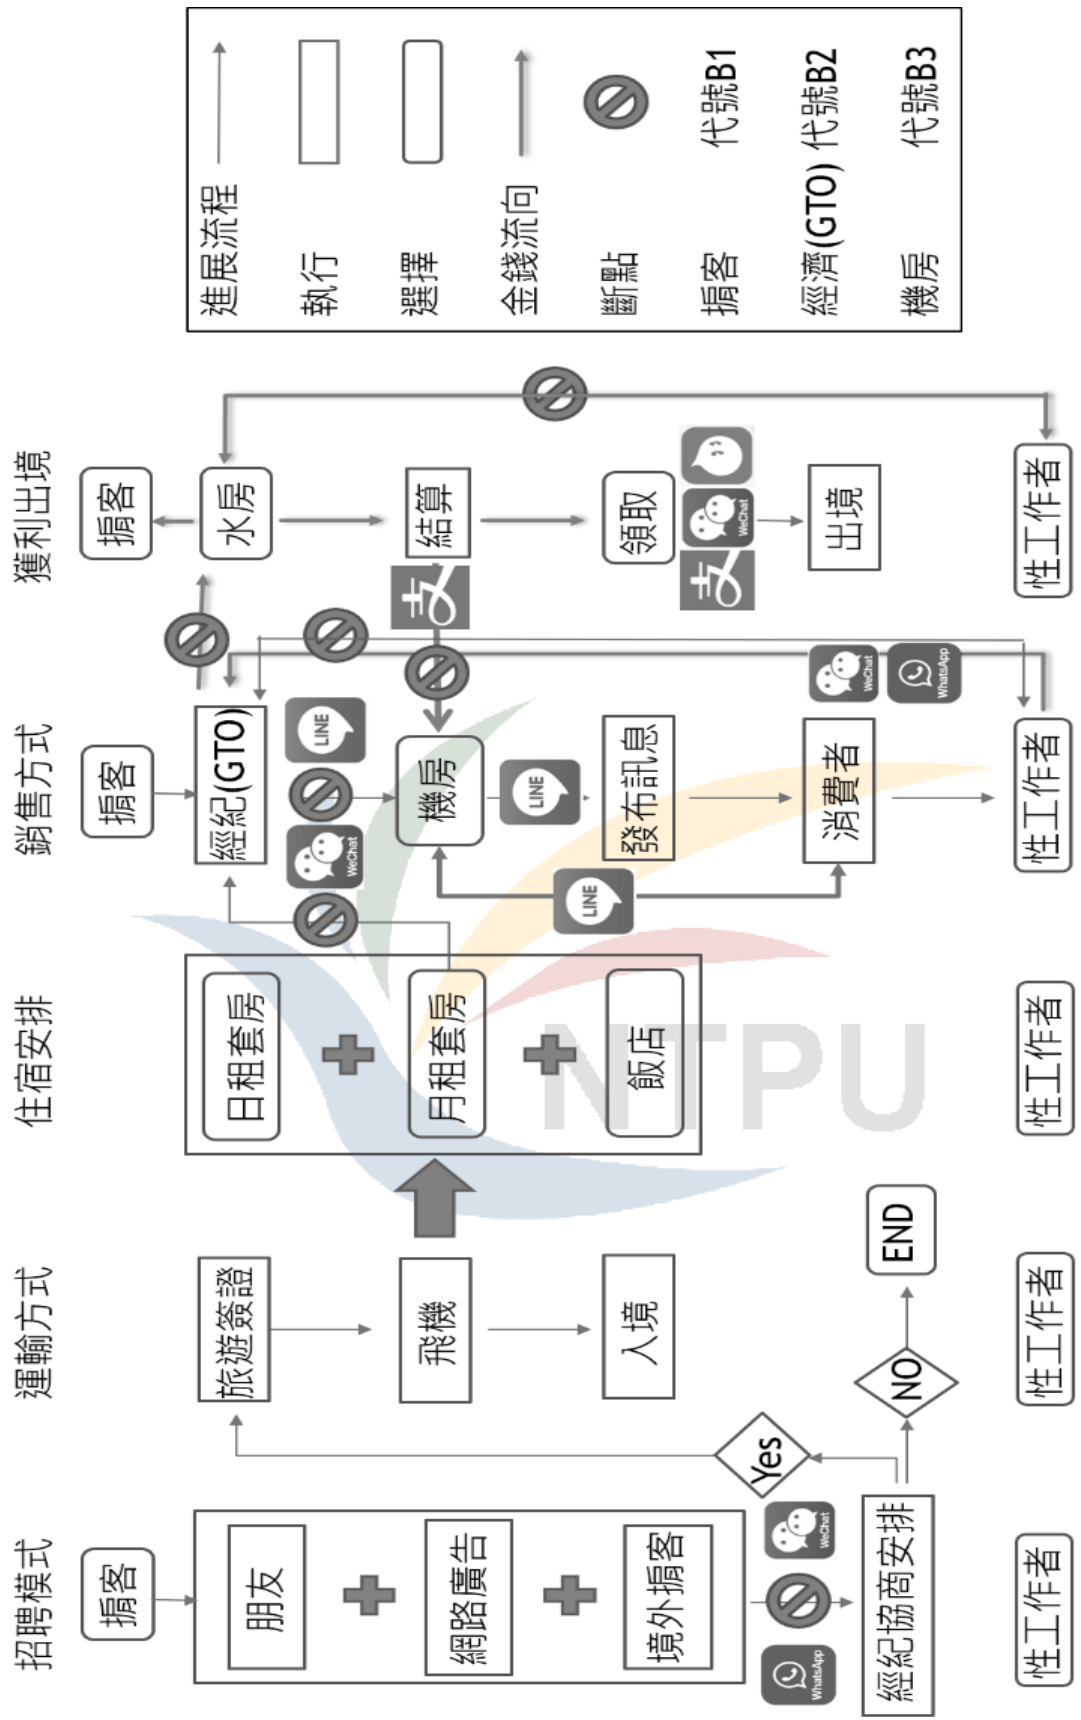 招聘模式
掮客
朋友
網路廣告
境外掮客
WhatsApp
WeChat
經紀協商安排
Yes
NO
END
性工作者
運輸方式
旅遊簽證
飛機
入境
性工作者
住宿安排
日租套房
月租套房
飯店
性工作者
銷售方式
掮客
經紀(GTO)
WeChat
LINE
機房
LINE
發布訊息
LINE
消費者
WeChat
WhatsApp
性工作者
獲利出境
掮客
水房
結算
支
領取
支
WeChat
出境
性工作者
進展流程
執行
選擇
金錢流向
斷點
掮客 代號B1
經濟(GTO) 代號B2
機房 代號B3
NTPU